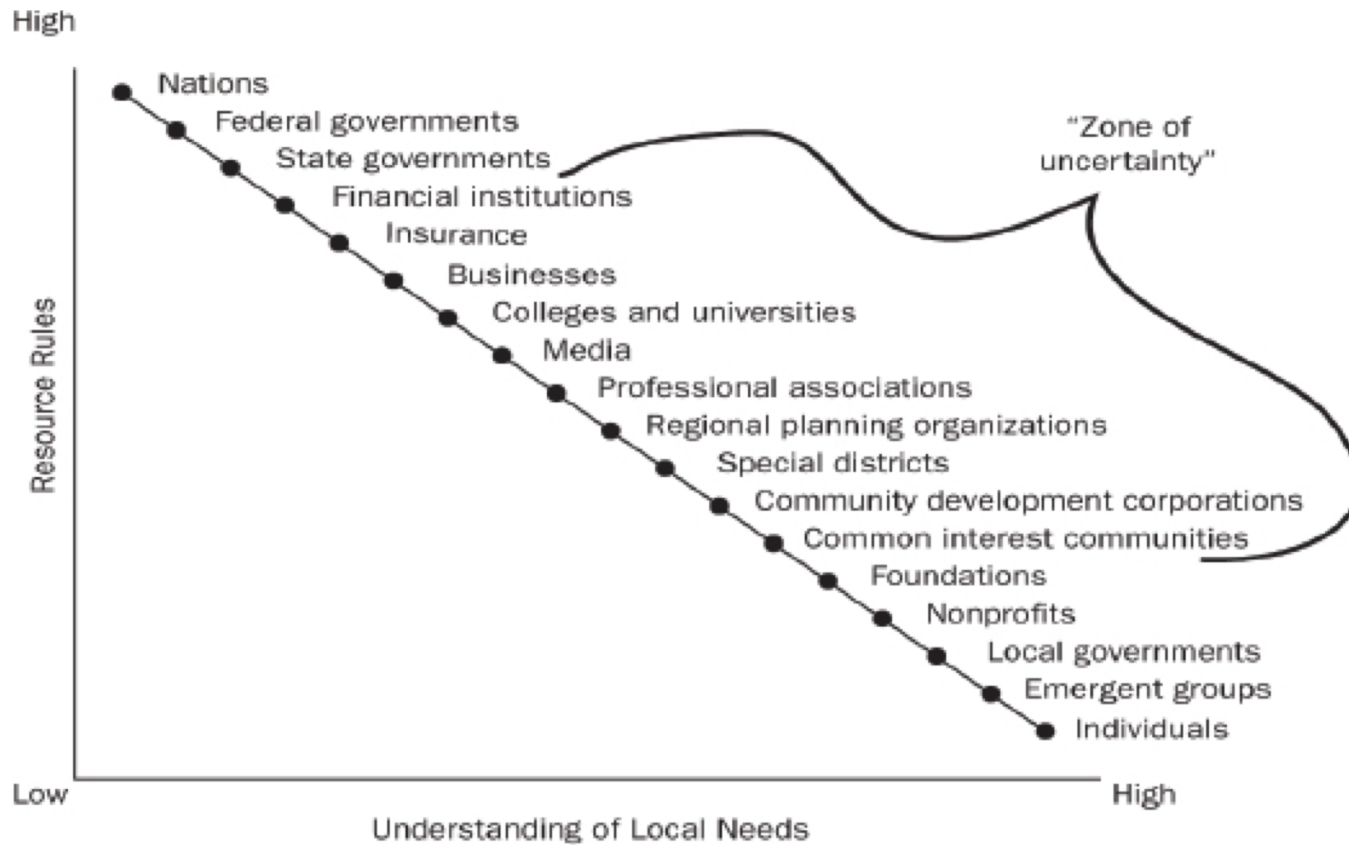 High
Nations
Federal governments
"Zone of
uncertainty"
State governments
Financial institutions
Insurance
Businesses
Colleges and universities
Media
Professional associations
Regional planning organizations
Special districts
Community development corporations
Common interest communities
Foundations
Nonprofits
Local governments
Emergent groups
Individuals
Resource Rules
Low
High
Understanding of Local Needs